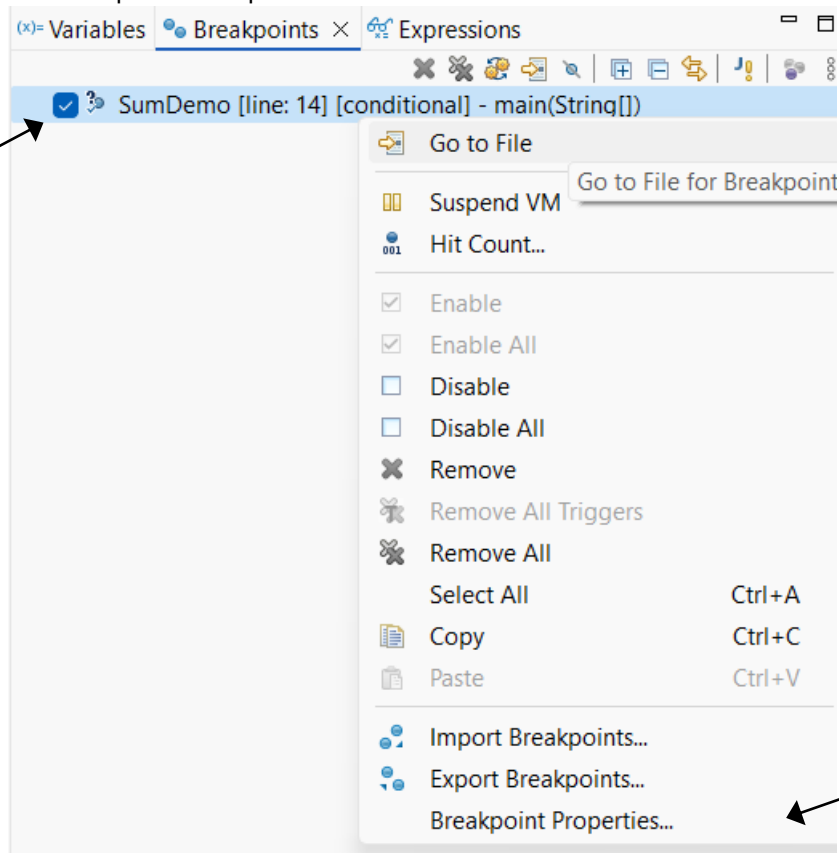 (x)= Variables Breakpoints × Expressions
SumDemo [line: 14] [conditional] - main(String[])
Go to File
Go to File for Breakpoint
Suspend VM
001 Hit Count...
Enable
Enable All
Disable
Disable All
Remove
Remove All Triggers
Remove All
Select All Ctrl+A
Copy Ctrl+C
Paste Ctrl+V
Import Breakpoints...
Export Breakpoints...
Breakpoint Properties...